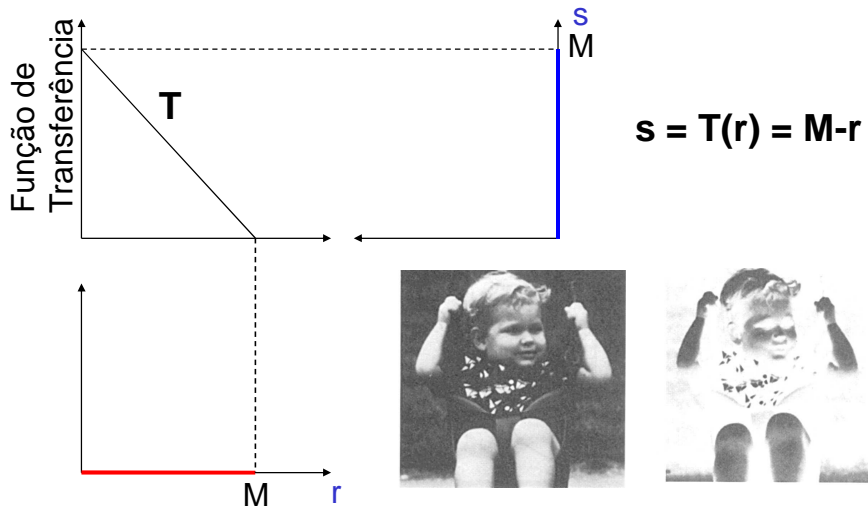 s
M
Função de
Transferência
T
s = T(r) = M-r
M
r